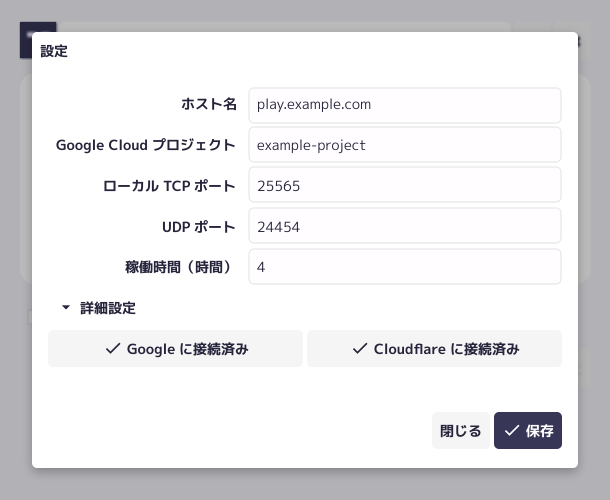 設定
ホスト名 play.example.com
Google Cloud プロジェクト example-project
ローカル TCP ポート 25565
UDP ポート 24454
稼働時間（時間） 4
詳細設定
Google に接続済み Cloudflare に接続済み
閉じる 保存